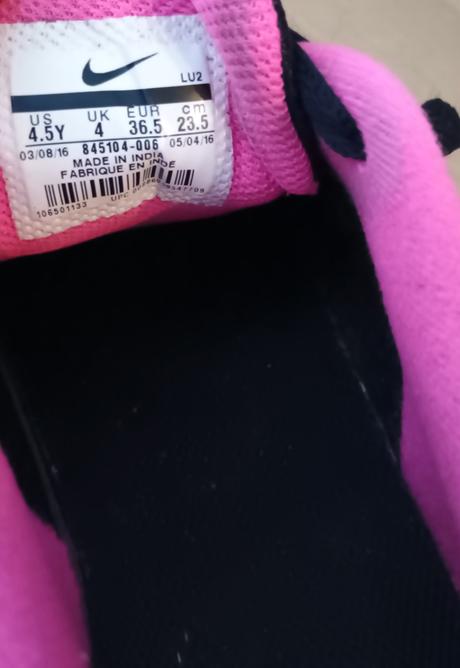 LU2
US UK EUR cm
4.5Y 4 36.5 23.5
03/08/16 845104-006 05/04/16
MADE IN INDIA
FABRIQUE EN INDE
106501133 UPC